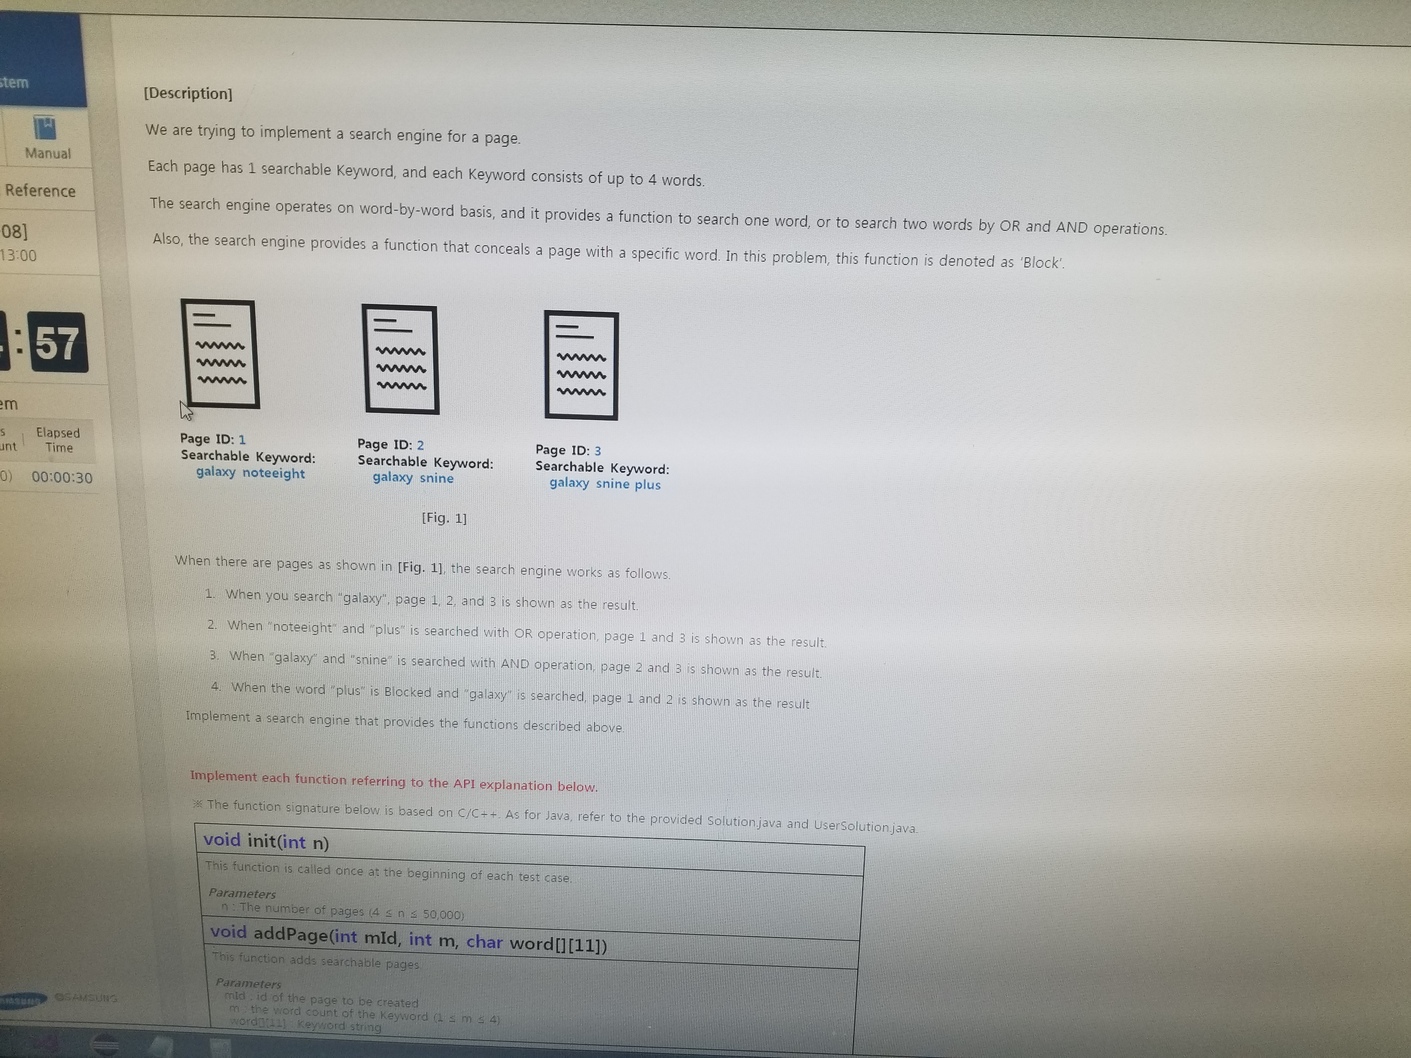 stem
Manual
Reference
08]
13:00
: 57
em
s
unt
Elapsed
Time
0) 00:00:30
SAMSUNG @SAMSUNG
[Description]
We are trying to implement a search engine for a page.
Each page has 1 searchable Keyword, and each Keyword consists of up to 4 words.
The search engine operates on word-by-word basis, and it provides a function to search one word, or to search two words by OR and AND operations.
Also, the search engine provides a function that conceals a page with a specific word. In this problem, this function is denoted as 'Block'.
Page ID: 1
Searchable Keyword:
galaxy noteeight
Page ID: 2
Searchable Keyword:
galaxy snine
Page ID: 3
Searchable Keyword:
galaxy snine plus
[Fig. 1]
When there are pages as shown in [Fig. 1], the search engine works as follows.
1. When you search "galaxy", page 1, 2, and 3 is shown as the result.
2. When "noteeight" and "plus" is searched with OR operation, page 1 and 3 is shown as the result.
3. When "galaxy" and "snine" is searched with AND operation, page 2 and 3 is shown as the result.
4. When the word "plus" is Blocked and "galaxy" is searched, page 1 and 2 is shown as the result
Implement a search engine that provides the functions described above.
Implement each function referring to the API explanation below.
※ The function signature below is based on C/C++. As for Java, refer to the provided Solution.java and UserSolution.java.
void init(int n)
This function is called once at the beginning of each test case.
Parameters
n : The number of pages (4 ≤ n ≤ 50,000)
void addPage(int mId, int m, char word[][11])
This function adds searchable pages.
Parameters
mId : id of the page to be created
m : the word count of the Keyword (1 ≤ m ≤ 4)
word[][11] : Keyword string